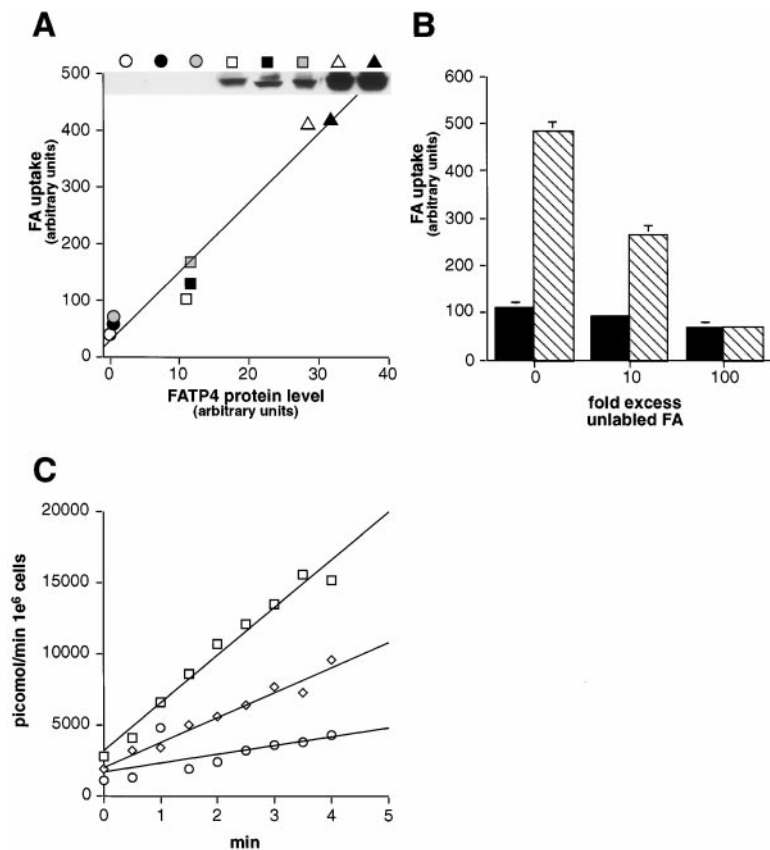 A
500
400
300
200
100
0
FA uptake
(arbitrary units)
0 10 20 30 40
FATP4 protein level
(arbitrary units)
B
600
500
400
300
200
100
0
FA uptake
(arbitrary units)
0 10 100
fold excess
unlabled FA
C
20000
15000
10000
5000
0
picomol/min 1e⁶ cells
0 1 2 3 4 5
min